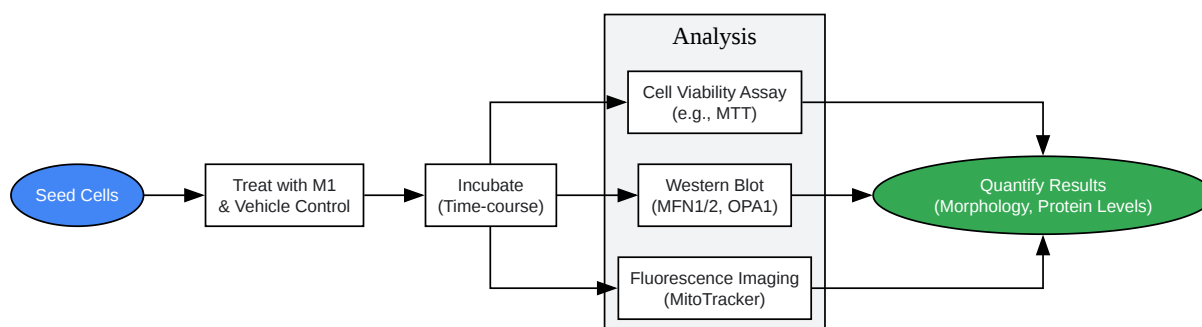 Analysis
Cell Viability Assay
(e.g., MTT)
Seed Cells
Treat with M1
& Vehicle Control
Incubate
(Time-course)
Western Blot
(MFN1/2, OPA1)
Quantify Results
(Morphology, Protein Levels)
Fluorescence Imaging
(MitoTracker)